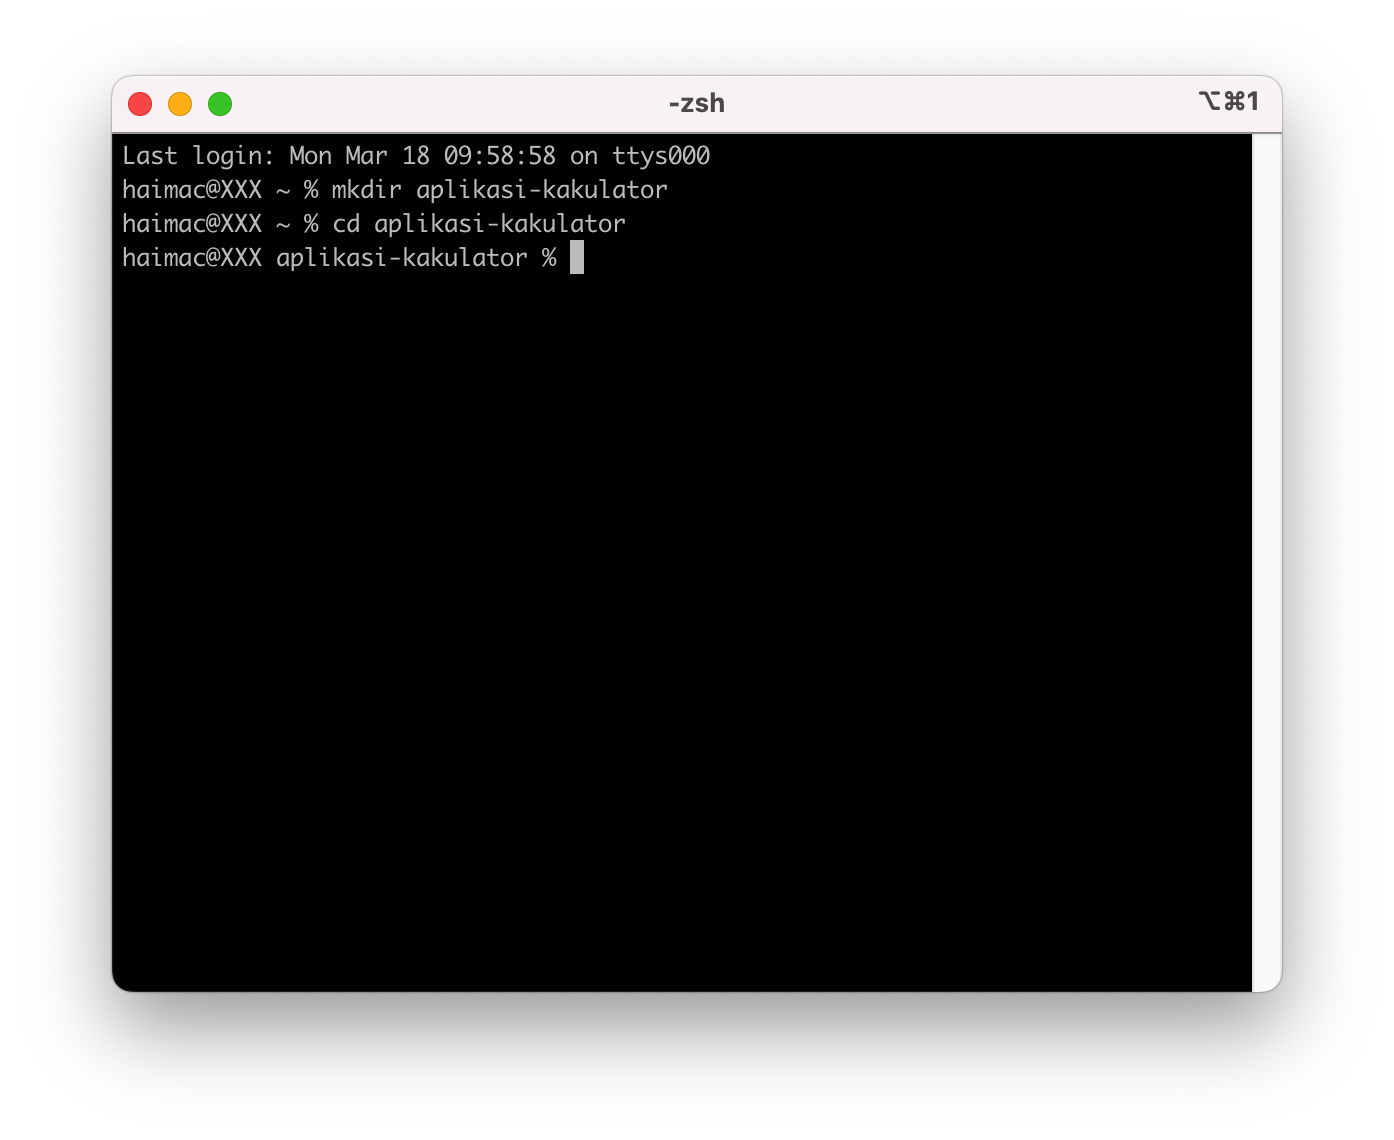 -zsh
⌥⌘1
Last login: Mon Mar 18 09:58:58 on ttys000
haimac@XXX ~ % mkdir aplikasi-kakulator
haimac@XXX ~ % cd aplikasi-kakulator
haimac@XXX aplikasi-kakulator %